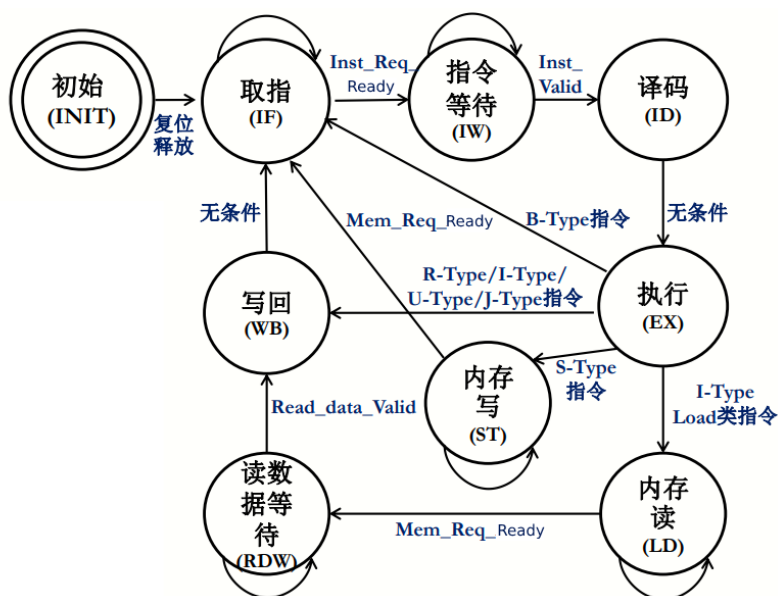 初始
(INIT)
复位
释放
取指
(IF)
Inst_Req_
Ready
指令
等待
(IW)
Inst_
Valid
译码
(ID)
无条件
Mem_Req_Ready
B-Type指令
无条件
写回
(WB)
R-Type/I-Type/
U-Type/J-Type指令
执行
(EX)
内存
写
(ST)
S-Type
指令
I-Type
Load类指令
Read_data_Valid
读数
据等
待
(RDW)
Mem_Req_Ready
内存
读
(LD)